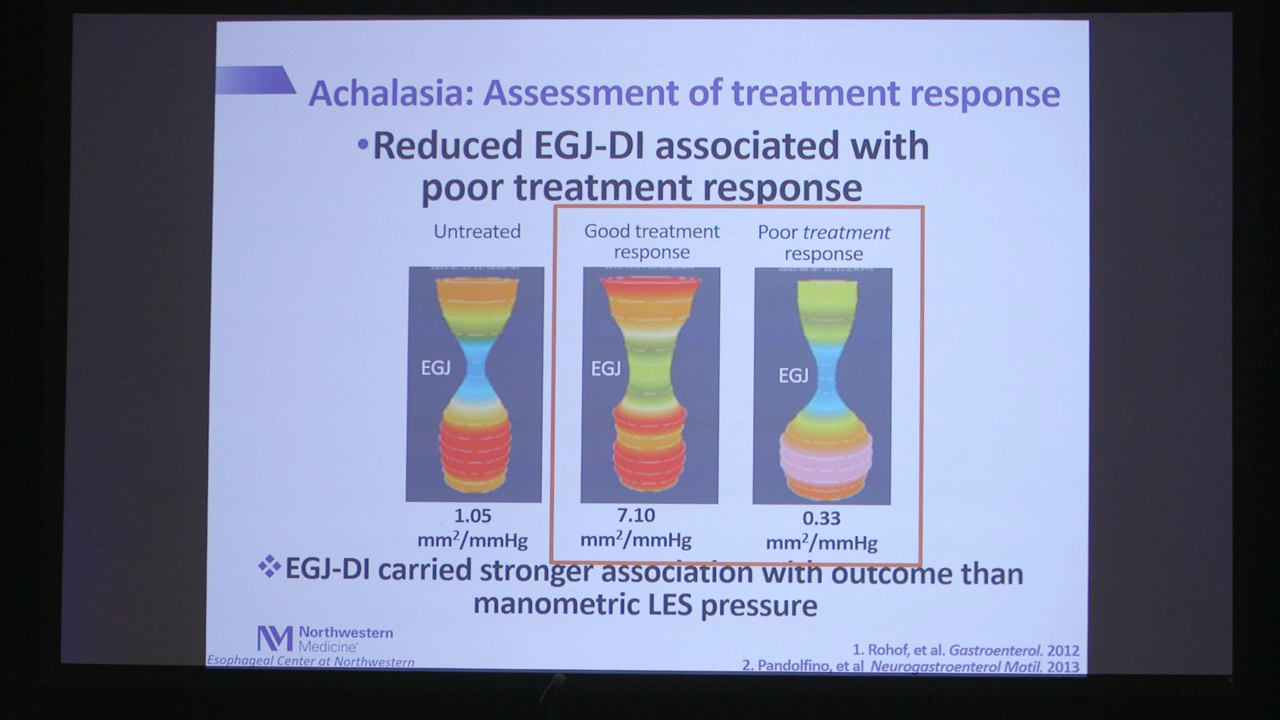 Achalasia: Assessment of treatment response
•Reduced EGJ-DI associated with
poor treatment response
Untreated
Good treatment
response
Poor treatment
response
EGJ
EGJ
EGJ
1.05
mm²/mmHg
7.10
mm²/mmHg
0.33
mm²/mmHg
❖EGJ-DI carried stronger association with outcome than
manometric LES pressure
NM Northwestern
Medicine
Esophageal Center at Northwestern
1. Rohof, et al. Gastroenterol. 2012
2. Pandolfino, et al Neurogastroenterol Motil. 2013